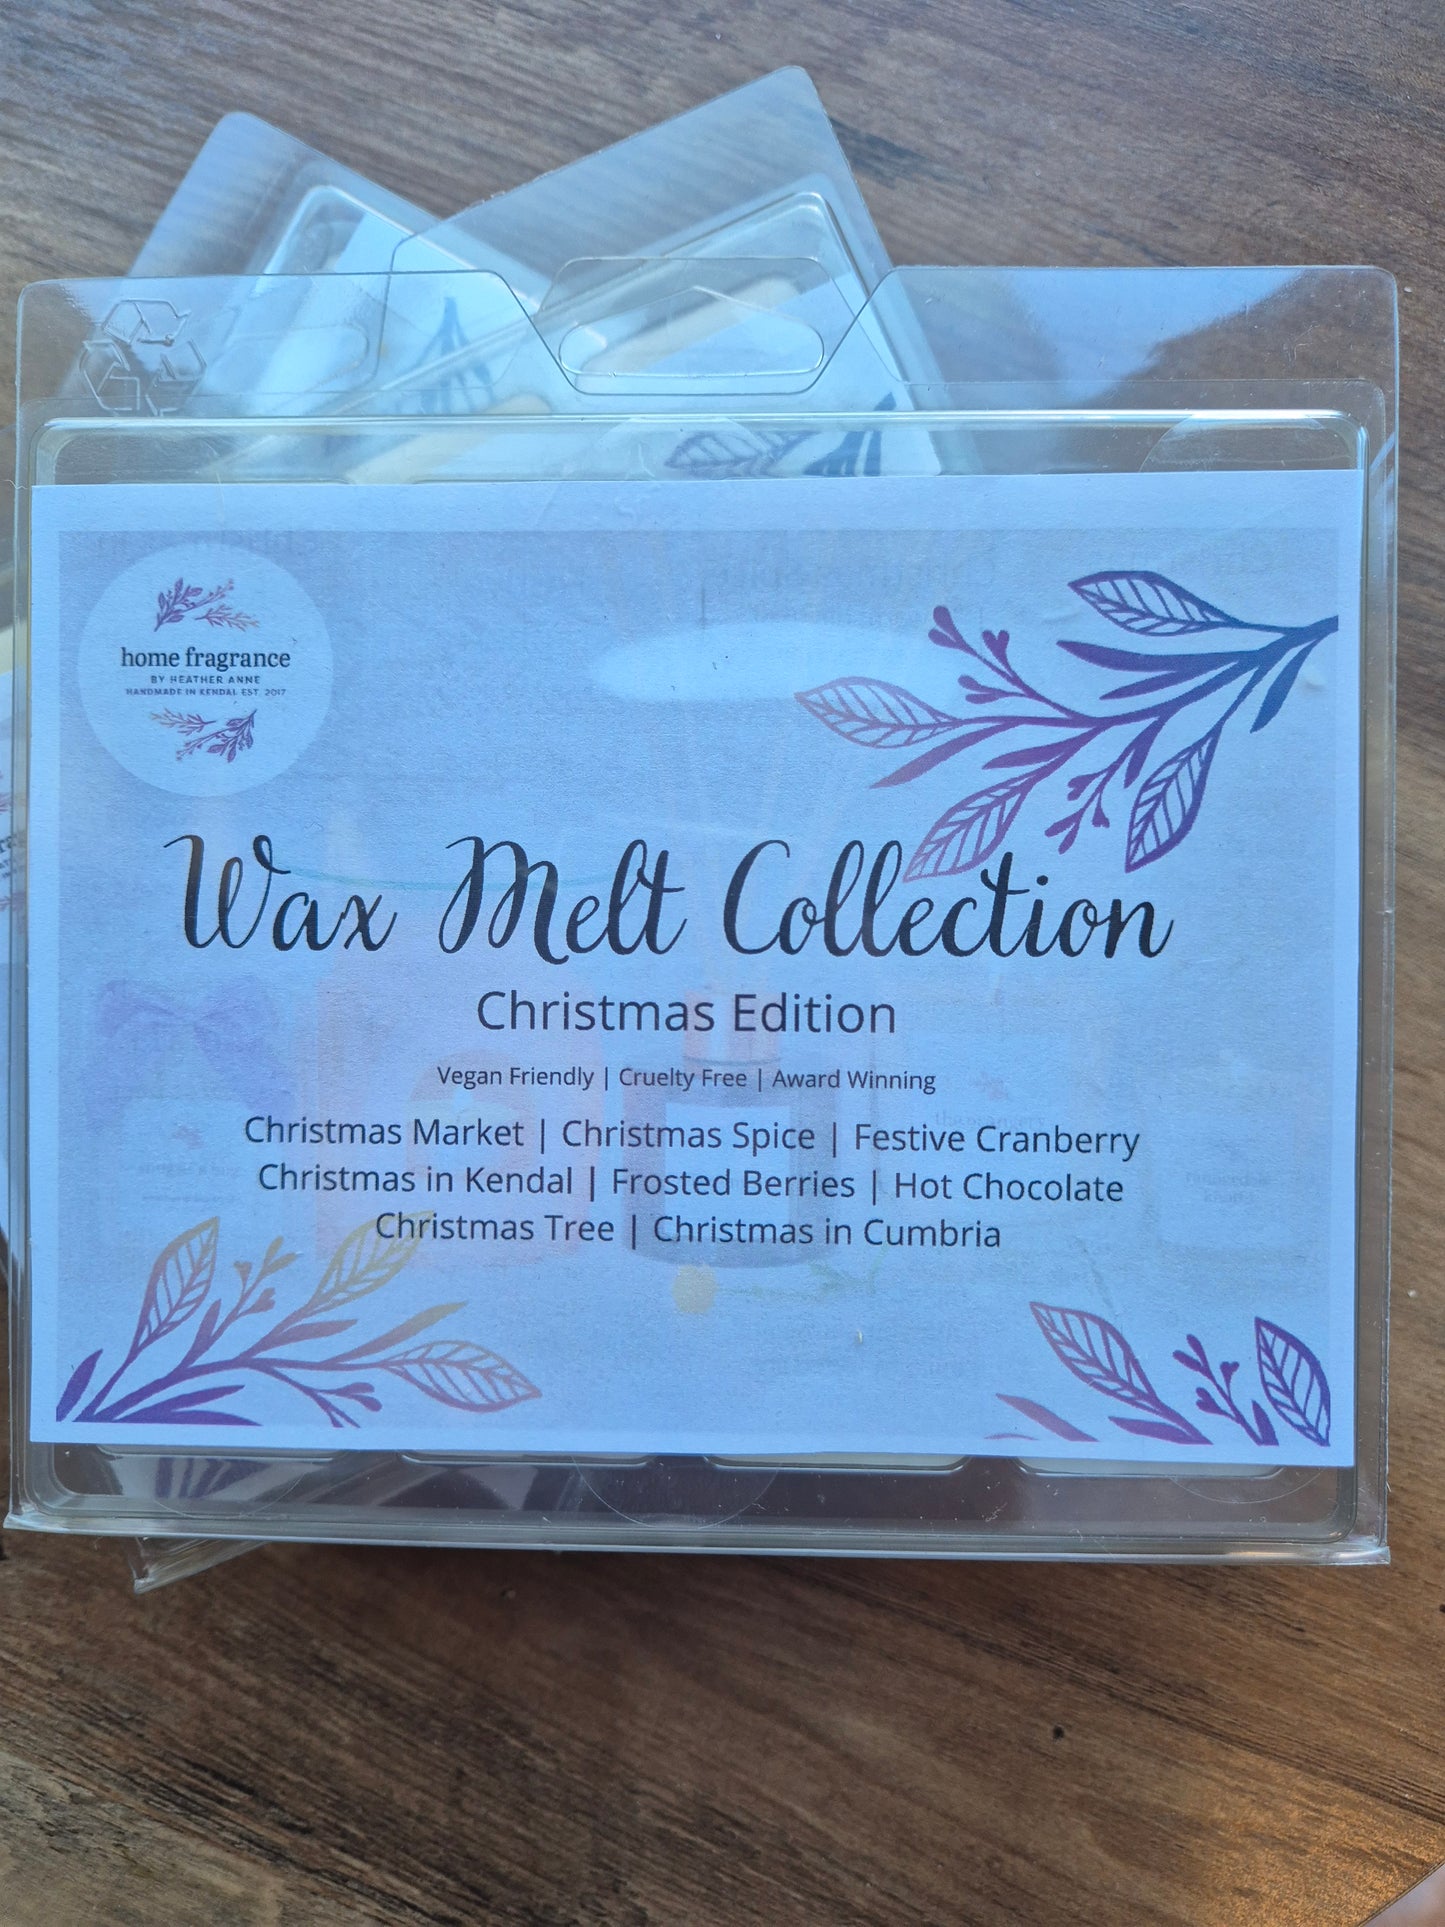 home fragrance
BY HEATHER ANNE
HANDMADE IN KENDAL EST. 2017
Wax Melt Collection
Christmas Edition
Vegan Friendly | Cruelty Free | Award Winning
Christmas Market | Christmas Spice | Festive Cranberry
Christmas in Kendal | Frosted Berries | Hot Chocolate
Christmas Tree | Christmas in Cumbria